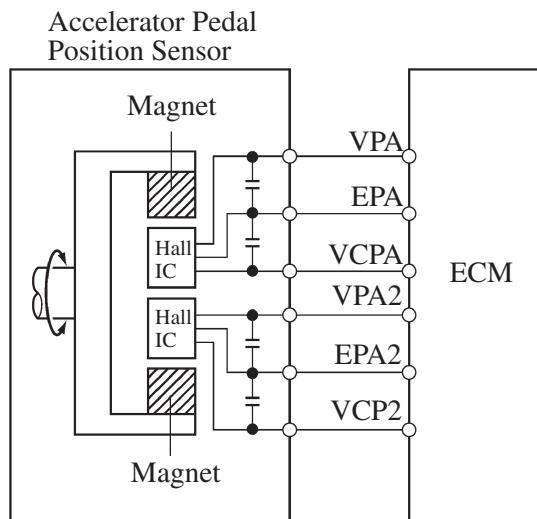 Accelerator Pedal
Position Sensor
Magnet
VPA
EPA
Hall
IC
VCPA
ECM
VPA2
Hall
IC
EPA2
VCP2
Magnet